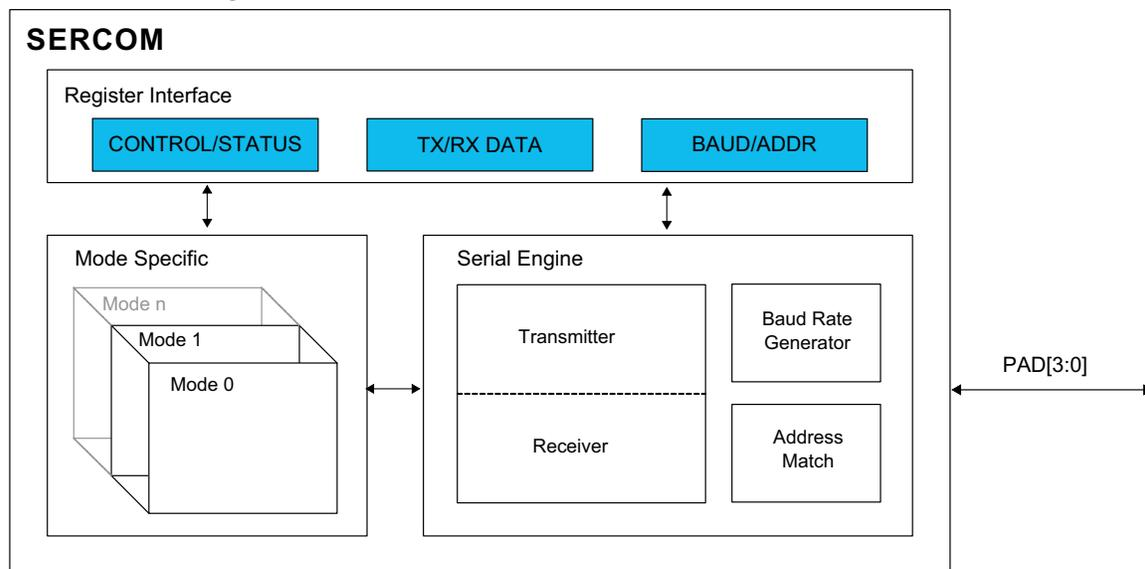 SERCOM
Register Interface
CONTROL/STATUS
TX/RX DATA
BAUD/ADDR
Mode Specific
Mode n
Mode 1
Mode 0
Serial Engine
Transmitter
Receiver
Baud Rate
Generator
Address
Match
PAD[3:0]